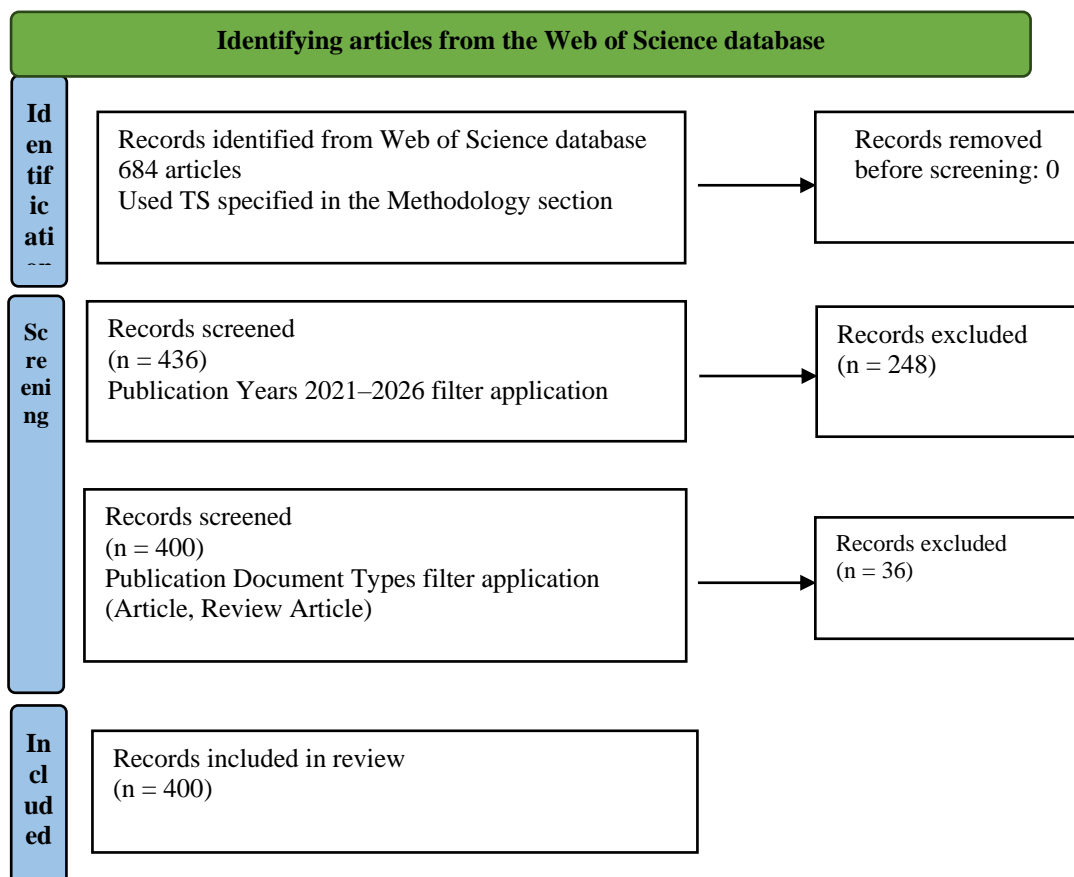 Identifying articles from the Web of Science database
Id
en
tif
ic
ati
Records identified from Web of Science database
684 articles
Used TS specified in the Methodology section
Records removed
before screening: 0
Sc
re
eni
ng
Records screened
(n = 436)
Publication Years 2021–2026 filter application
Records excluded
(n = 248)
Records screened
(n = 400)
Publication Document Types filter application
(Article, Review Article)
Records excluded
(n = 36)
In
cl
ud
ed
Records included in review
(n = 400)